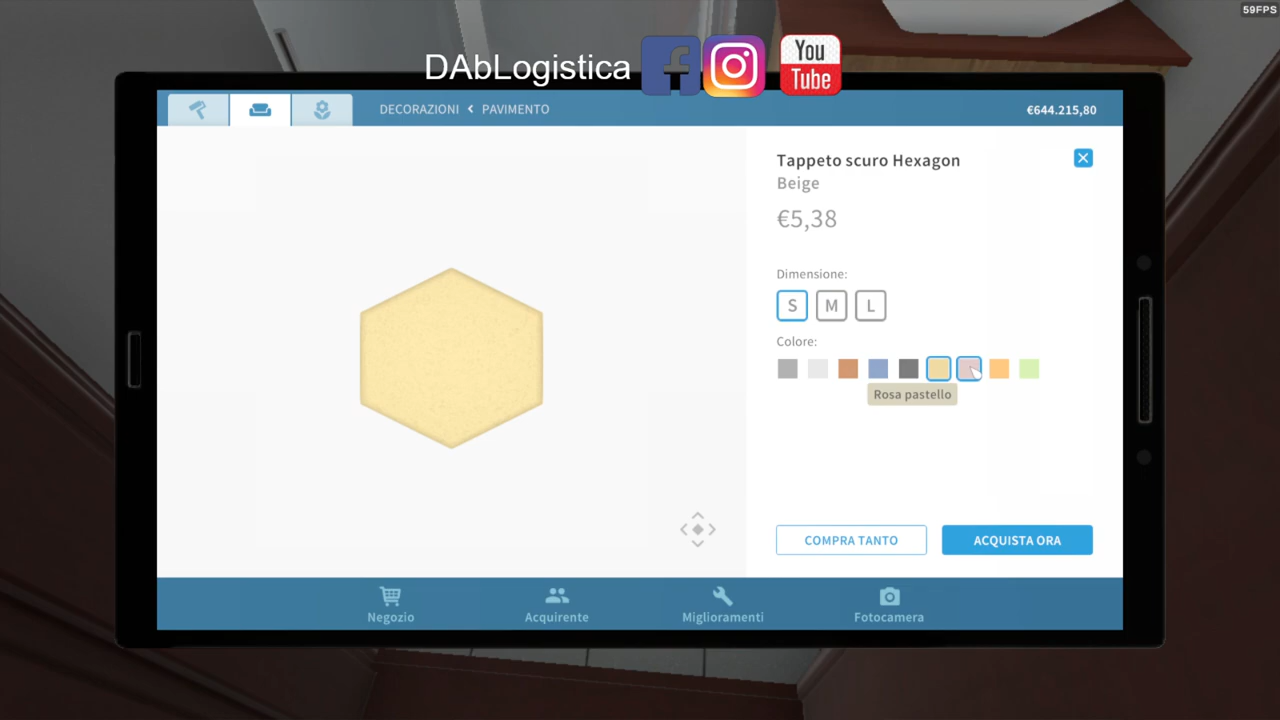 59FPS
DAbLogistica
You
Tube
DECORAZIONI < PAVIMENTO
€644.215,80
Tappeto scuro Hexagon
Beige
€5,38
Dimensione:
S M L
Colore:
Rosa pastello
COMPRA TANTO
ACQUISTA ORA
Negozio
Acquirente
Miglioramenti
Fotocamera